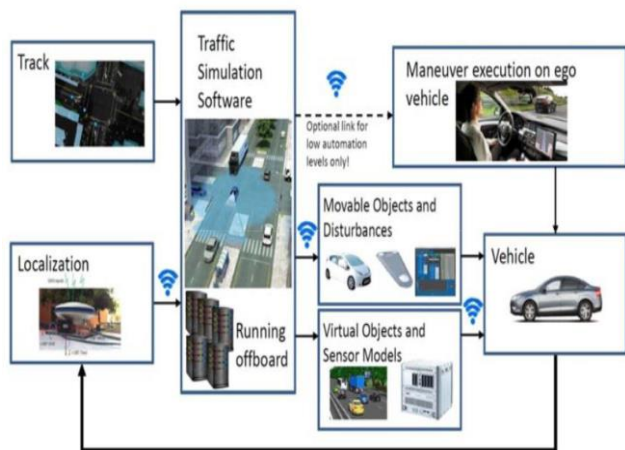 Track
Traffic
Simulation
Software
Optional link for
low automation
levels only!
Maneuver execution on ego
vehicle
Movable Objects and
Disturbances
Localization
Vehicle
Running
offboard
Virtual Objects and
Sensor Models